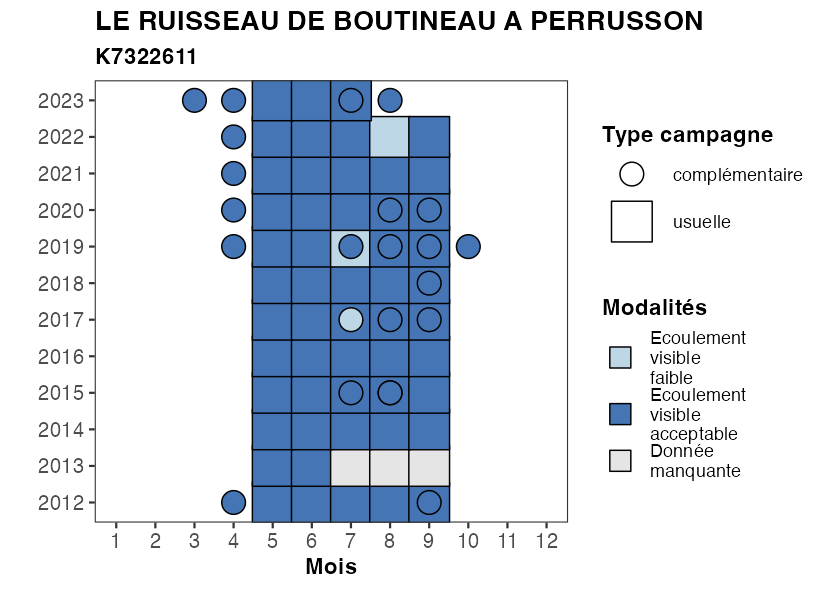 LE RUISSEAU DE BOUTINEAU A PERRUSSON
K7322611
2023
2022
2021
2020
2019
2018
2017
2016
2015
2014
2013
2012
1 2 3 4 5 6 7 8 9 10 11 12
Mois
Type campagne
complémentaire
usuelle
Modalités
Ecoulement
visible
faible
Ecoulement
visible
acceptable
Donnée
manquante